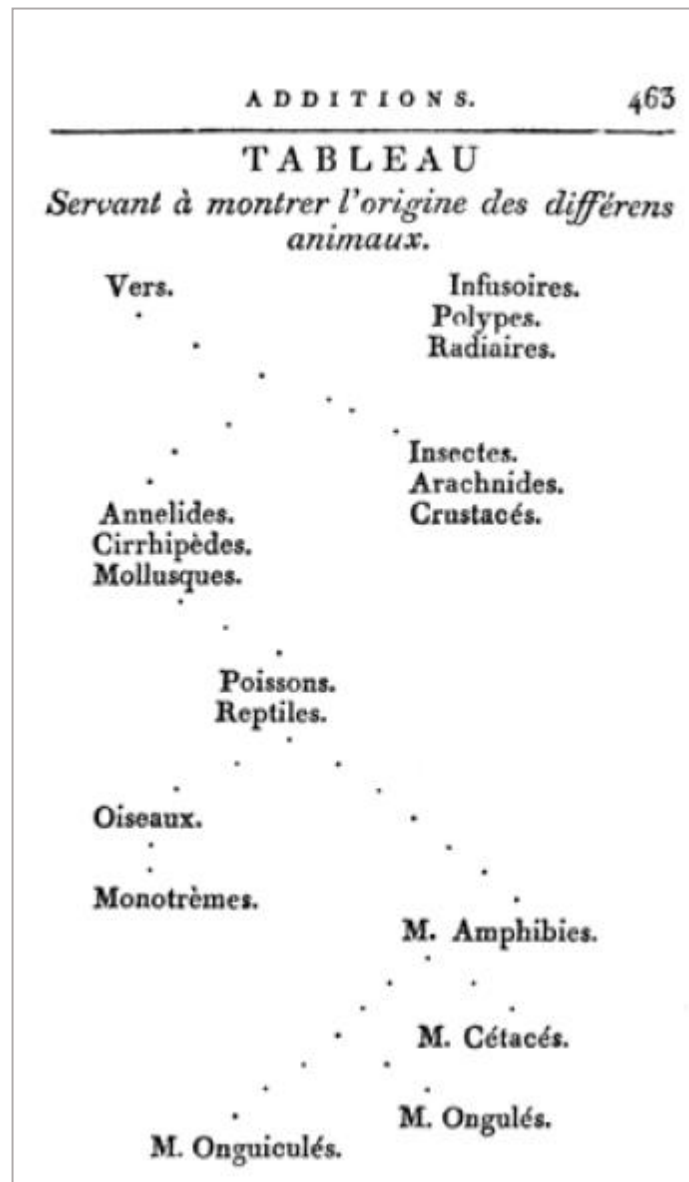 ADDITIONS. 463
TABLEAU
Servant à montrer l'origine des différens
animaux.
Vers. Infusoires.
Polypes.
Radiaires.
Insectes.
Arachnides.
Annelides. Crustacés.
Cirrhipèdes.
Mollusques.
Poissons.
Reptiles.
Oiseaux.
Monotrèmes.
M. Amphibies.
M. Cétacés.
M. Ongulés.
M. Onguiculés.